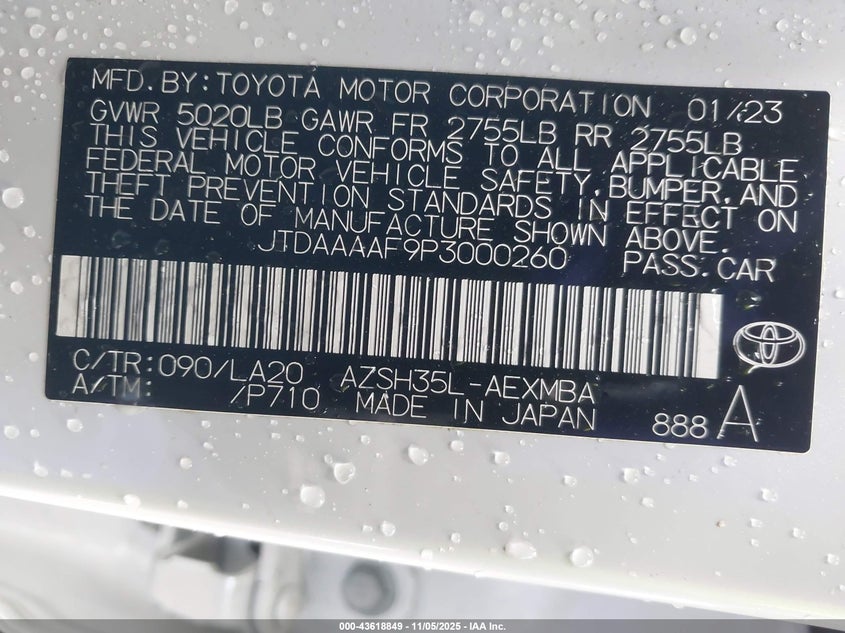 MFD. BY: TOYOTA MOTOR CORPORATION 01/23
GVWR 5020LB GAWR FR 2755LB RR 2755LB
THIS VEHICLE CONFORMS TO ALL APPLICABLE
FEDERAL MOTOR VEHICLE SAFETY, BUMPER, AND
THEFT PREVENTION STANDARDS IN EFFECT ON
THE DATE OF MANUFACTURE SHOWN ABOVE.
JTDAAAAF9P3000260 PASS. CAR
C/TR: 090/LA20 AZSH35L-AEXMBA
A/TM: /P710 MADE IN JAPAN 888 A
000-43618849 | 11/05/2025 - IAA Inc.